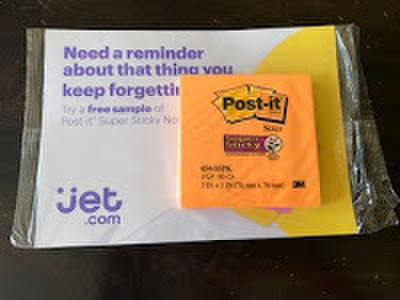 Need a reminder
about that thing you
keep forgetting
Try a free sample of
Post-it Super Sticky No
Post-it
Super
Sticky
3M
Jet
.com